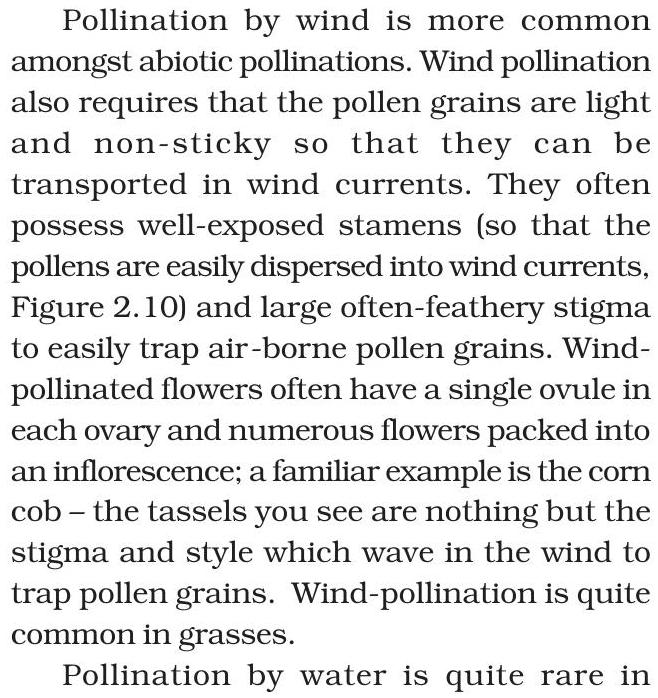 Pollination by wind is more common
amongst abiotic pollinations. Wind pollination
also requires that the pollen grains are light
and non-sticky so that they can be
transported in wind currents. They often
possess well-exposed stamens (so that the
pollens are easily dispersed into wind currents,
Figure 2.10) and large often-feathery stigma
to easily trap air-borne pollen grains. Wind-
pollinated flowers often have a single ovule in
each ovary and numerous flowers packed into
an inflorescence; a familiar example is the corn
cob – the tassels you see are nothing but the
stigma and style which wave in the wind to
trap pollen grains. Wind-pollination is quite
common in grasses.
Pollination by water is quite rare in